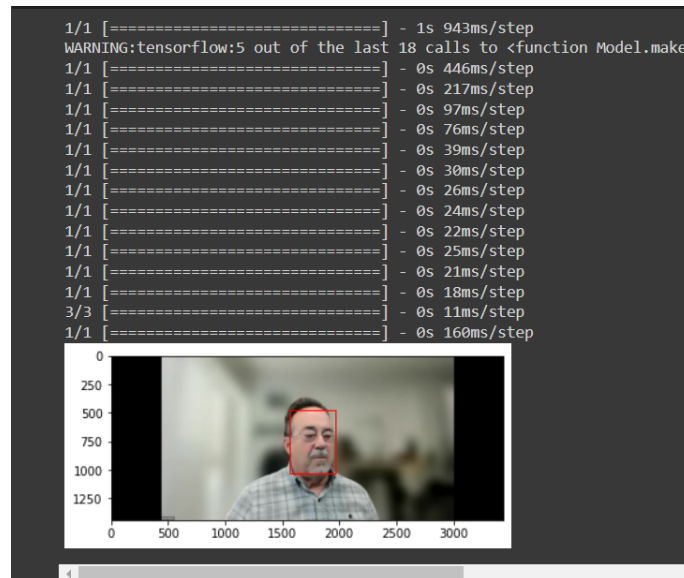 1/1 [==============================] - 1s 943ms/step
WARNING:tensorflow:5 out of the last 18 calls to <function Model.make
1/1 [==============================] - 0s 446ms/step
1/1 [==============================] - 0s 217ms/step
1/1 [==============================] - 0s 97ms/step
1/1 [==============================] - 0s 76ms/step
1/1 [==============================] - 0s 39ms/step
1/1 [==============================] - 0s 30ms/step
1/1 [==============================] - 0s 26ms/step
1/1 [==============================] - 0s 24ms/step
1/1 [==============================] - 0s 22ms/step
1/1 [==============================] - 0s 25ms/step
1/1 [==============================] - 0s 21ms/step
1/1 [==============================] - 0s 18ms/step
3/3 [==============================] - 0s 11ms/step
1/1 [==============================] - 0s 160ms/step
0
250
500
750
1000
1250
0 500 1000 1500 2000 2500 3000